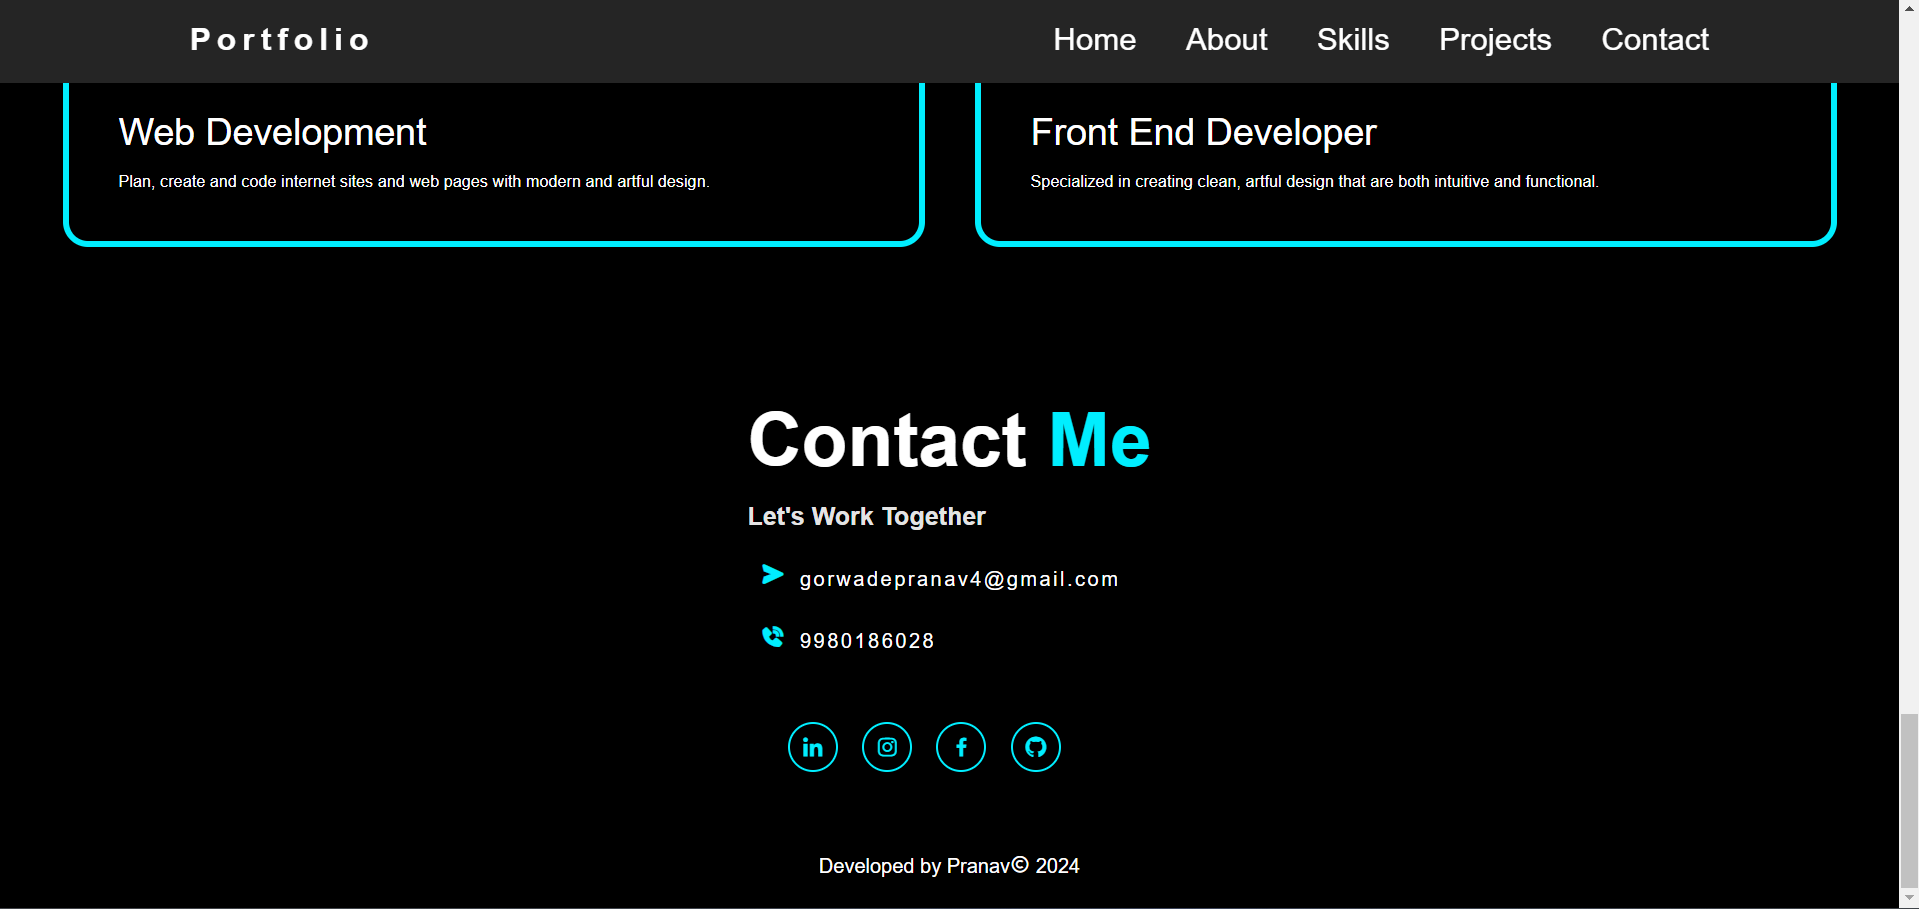 Portfolio Home About Skills Projects Contact
Web Development
Plan, create and code internet sites and web pages with modern and artful design.
Front End Developer
Specialized in creating clean, artful design that are both intuitive and functional.
Contact Me
Let's Work Together
gorwadepranav4@gmail.com
9980186028
Developed by Pranav© 2024